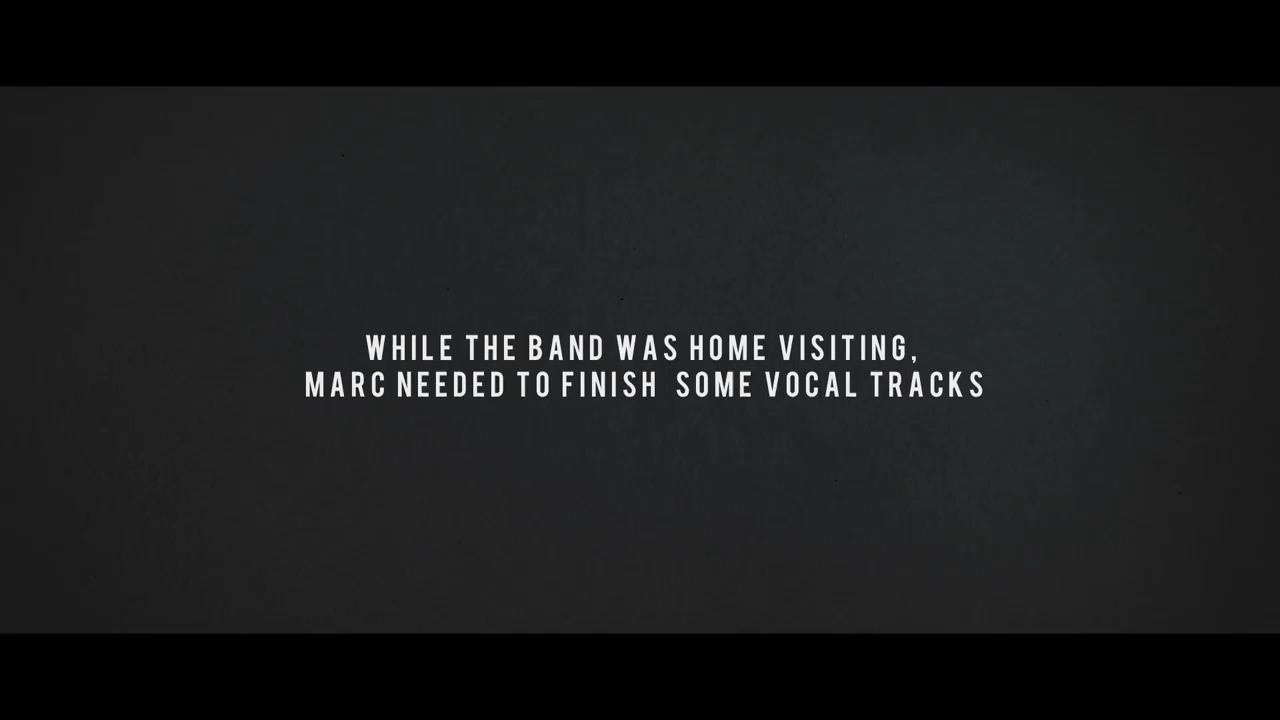 WHILE THE BAND WAS HOME VISITING,
MARC NEEDED TO FINISH SOME VOCAL TRACKS